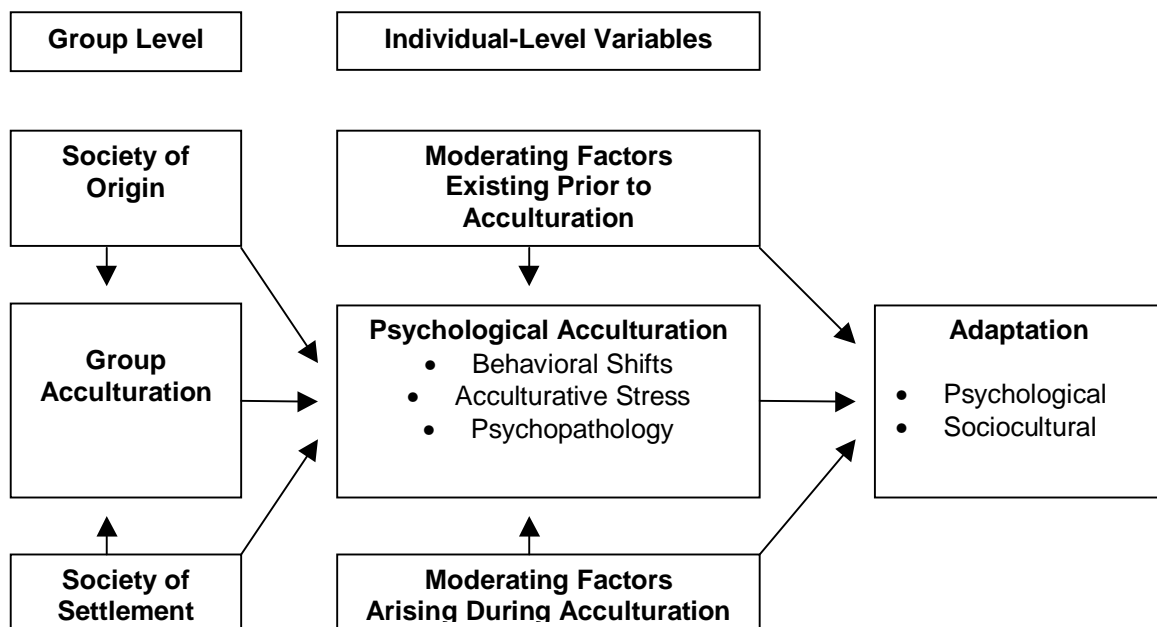 Group Level
Individual-Level Variables
Society of
Origin
Moderating Factors
Existing Prior to
Acculturation
Group
Acculturation
Psychological Acculturation
• Behavioral Shifts
• Acculturative Stress
• Psychopathology
Adaptation
• Psychological
• Sociocultural
Society of
Settlement
Moderating Factors
Arising During Acculturation